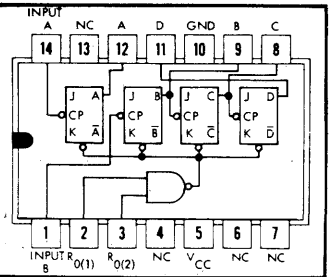 INPUT
A NC A D GND B C
14 13 12 11 10 9 8
J A J B J C J D
CP CP CP CP
K A̅ K B̅ K C̅ K D̅
1 2 3 4 5 6 7
INPUT B R0(1) R0(2) NC VCC NC NC